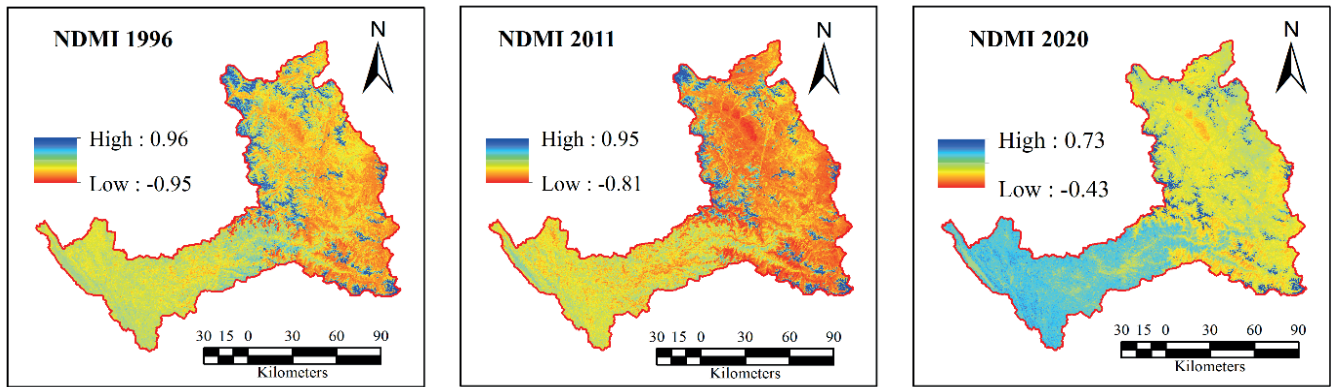 NDMI 1996
N
High : 0.96
Low : -0.95
30 15 0 30 60 90
Kilometers
NDMI 2011
N
High : 0.95
Low : -0.81
30 15 0 30 60 90
Kilometers
NDMI 2020
N
High : 0.73
Low : -0.43
30 15 0 30 60 90
Kilometers